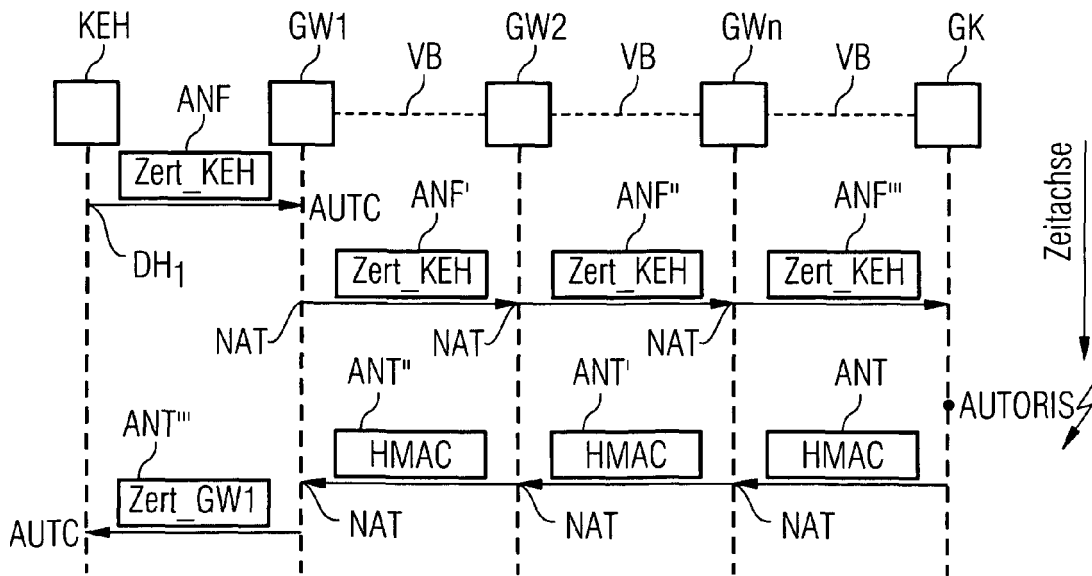 KEH GW1 VB GW2 VB GWn VB GK
ANF
Zert_KEH
AUTC
DH1
ANF' ANF'' ANF'''
Zert_KEH Zert_KEH Zert_KEH
NAT NAT NAT
Zeitachse
ANT'' ANT' ANT
AUTORIS
ANT'''
HMAC HMAC HMAC
Zert_GW1
NAT NAT NAT
AUTC